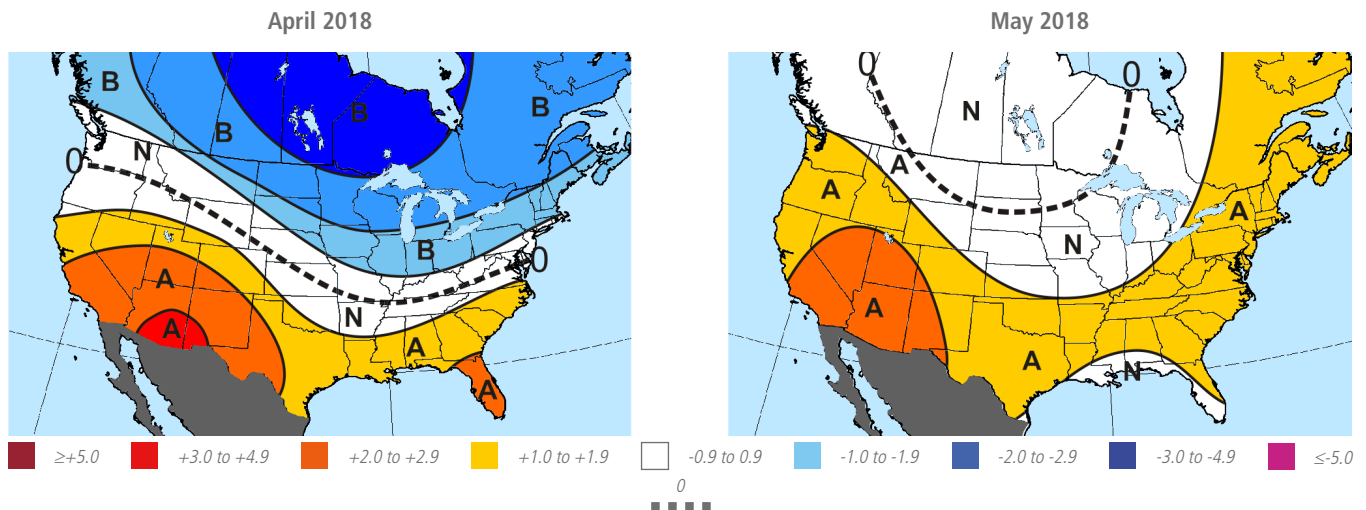 April 2018 May 2018
B B B B
0 N
B 0
A N
A A
A
0 0
N
A
A N A
A
A N
≥+5.0 +3.0 to +4.9 +2.0 to +2.9 +1.0 to +1.9 -0.9 to 0.9 -1.0 to -1.9 -2.0 to -2.9 -3.0 to -4.9 ≤-5.0
0